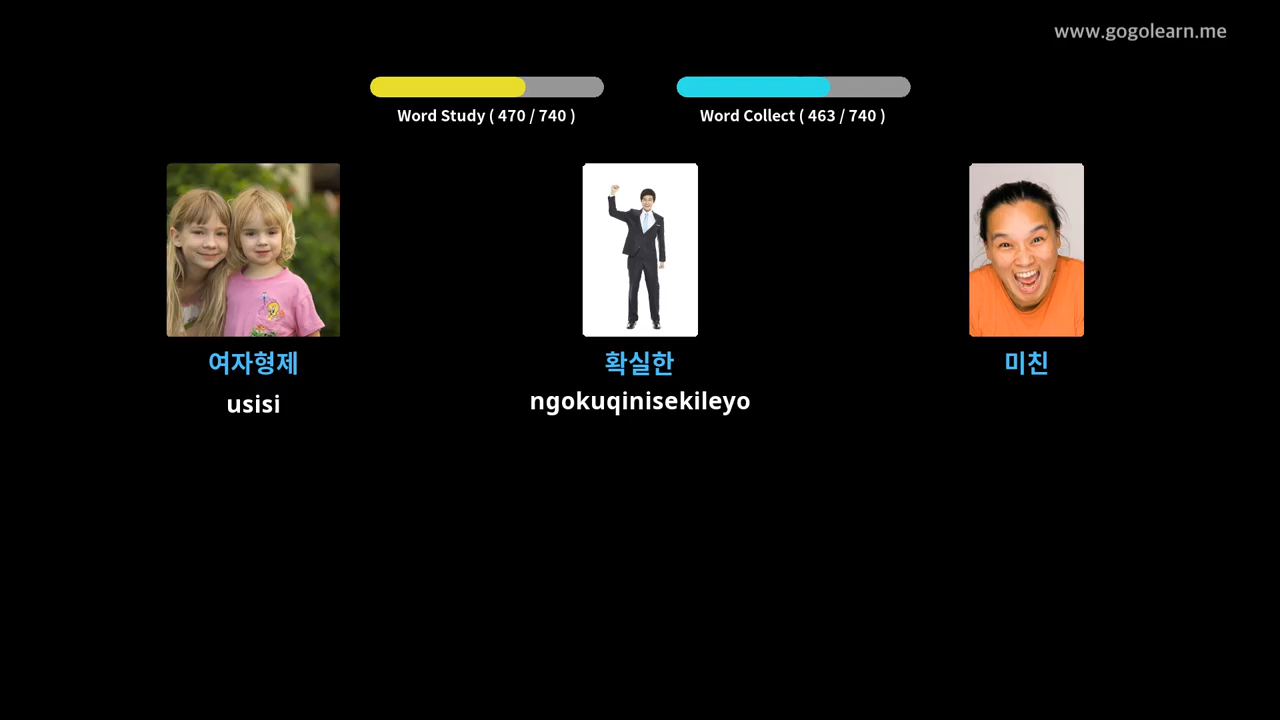 www.gogolearn.me
Word Study ( 470 / 740 )
Word Collect ( 463 / 740 )
여자형제
확실한
미친
usisi
ngokuqinisekileyo